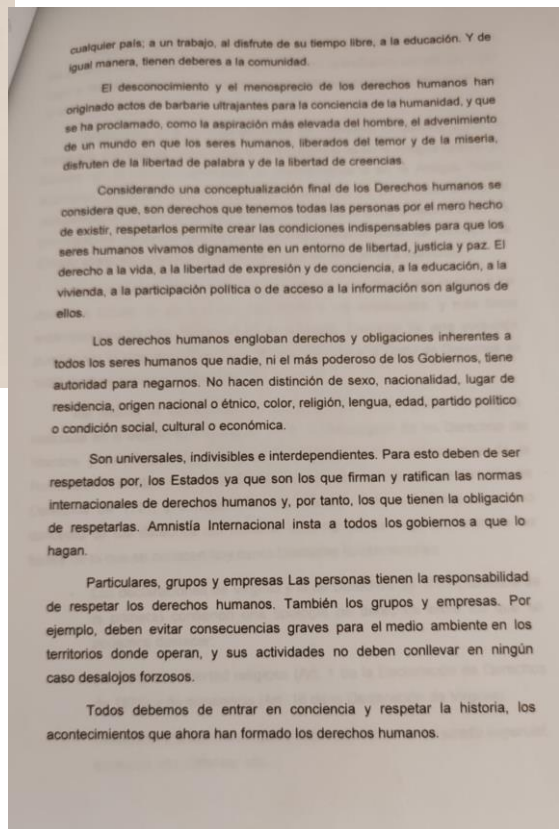 cualquier país; a un trabajo, al disfrute de su tiempo libre, a la educación. Y de
igual manera, tienen deberes a la comunidad.
El desconocimiento y el menosprecio de los derechos humanos han
originado actos de barbarie ultrajantes para la conciencia de la humanidad, y que
se ha proclamado, como la aspiración más elevada del hombre, el advenimiento
de un mundo en que los seres humanos, liberados del temor y de la miseria,
disfruten de la libertad de palabra y de la libertad de creencias.
Considerando una conceptualización final de los Derechos humanos se
considera que, son derechos que tenemos todas las personas por el mero hecho
de existir, respetarlos permite crear las condiciones indispensables para que los
seres humanos vivamos dignamente en un entorno de libertad, justicia y paz. El
derecho a la vida, a la libertad de expresión y de conciencia, a la educación, a la
vivienda, a la participación política o de acceso a la información son algunos de
ellos.
Los derechos humanos engloban derechos y obligaciones inherentes a
todos los seres humanos que nadie, ni el más poderoso de los Gobiernos, tiene
autoridad para negarnos. No hacen distinción de sexo, nacionalidad, lugar de
residencia, origen nacional o étnico, color, religión, lengua, edad, partido político
o condición social, cultural o económica.
Son universales, indivisibles e interdependientes. Para esto deben de ser
respetados por, los Estados ya que son los que firman y ratifican las normas
internacionales de derechos humanos y, por tanto, los que tienen la obligación
de respetarlas. Amnistía Internacional insta a todos los gobiernos a que lo
hagan.
Particulares, grupos y empresas Las personas tienen la responsabilidad
de respetar los derechos humanos. También los grupos y empresas. Por
ejemplo, deben evitar consecuencias graves para el medio ambiente en los
territorios donde operan, y sus actividades no deben conllevar en ningún
caso desalojos forzosos.
Todos debemos de entrar en conciencia y respetar la historia, los
acontecimientos que ahora han formado los derechos humanos.